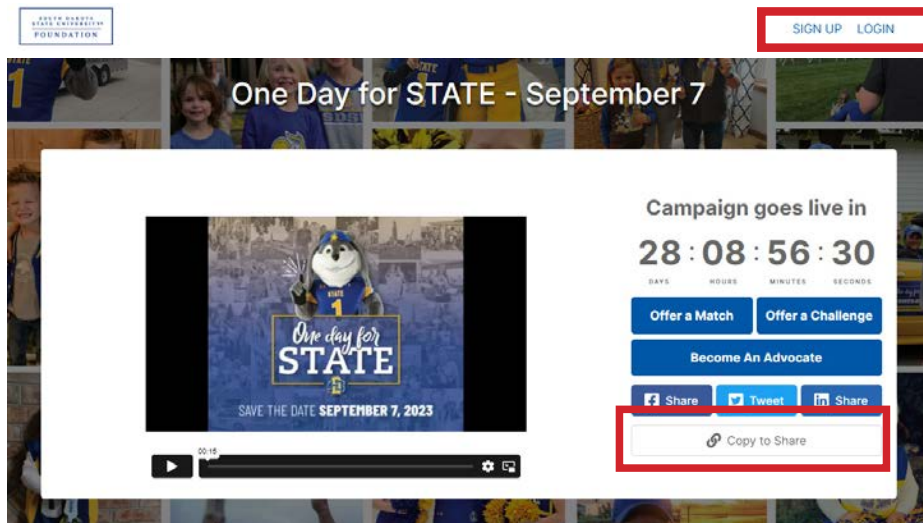 SOUTH DAKOTA
STATE UNIVERSITY
FOUNDATION
SIGN UP LOGIN
One Day for STATE - September 7
Campaign goes live in
28 : 08 : 56 : 30
DAYS HOURS MINUTES SECONDS
STATE
1
One day for
STATE
SAVE THE DATE SEPTEMBER 7, 2023
Offer a Match Offer a Challenge
Become An Advocate
Share Tweet Share
Copy to Share
00:15